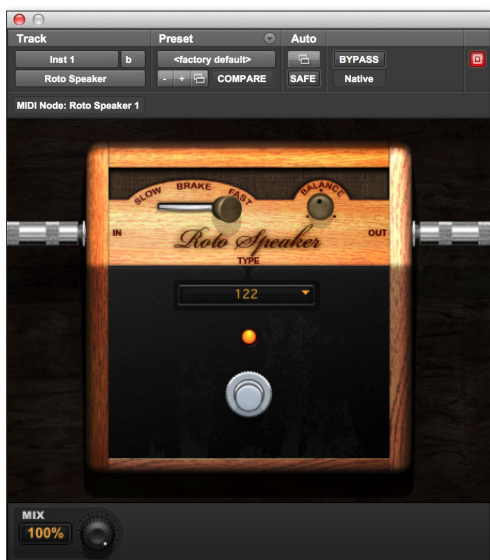 Track Preset Auto
Inst 1 b <factory default> BYPASS
Roto Speaker - + COMPARE SAFE Native
MIDI Node: Roto Speaker 1
SLOW BRAKE FAST BALANCE
IN Roto Speaker OUT
TYPE
122
MIX
100%